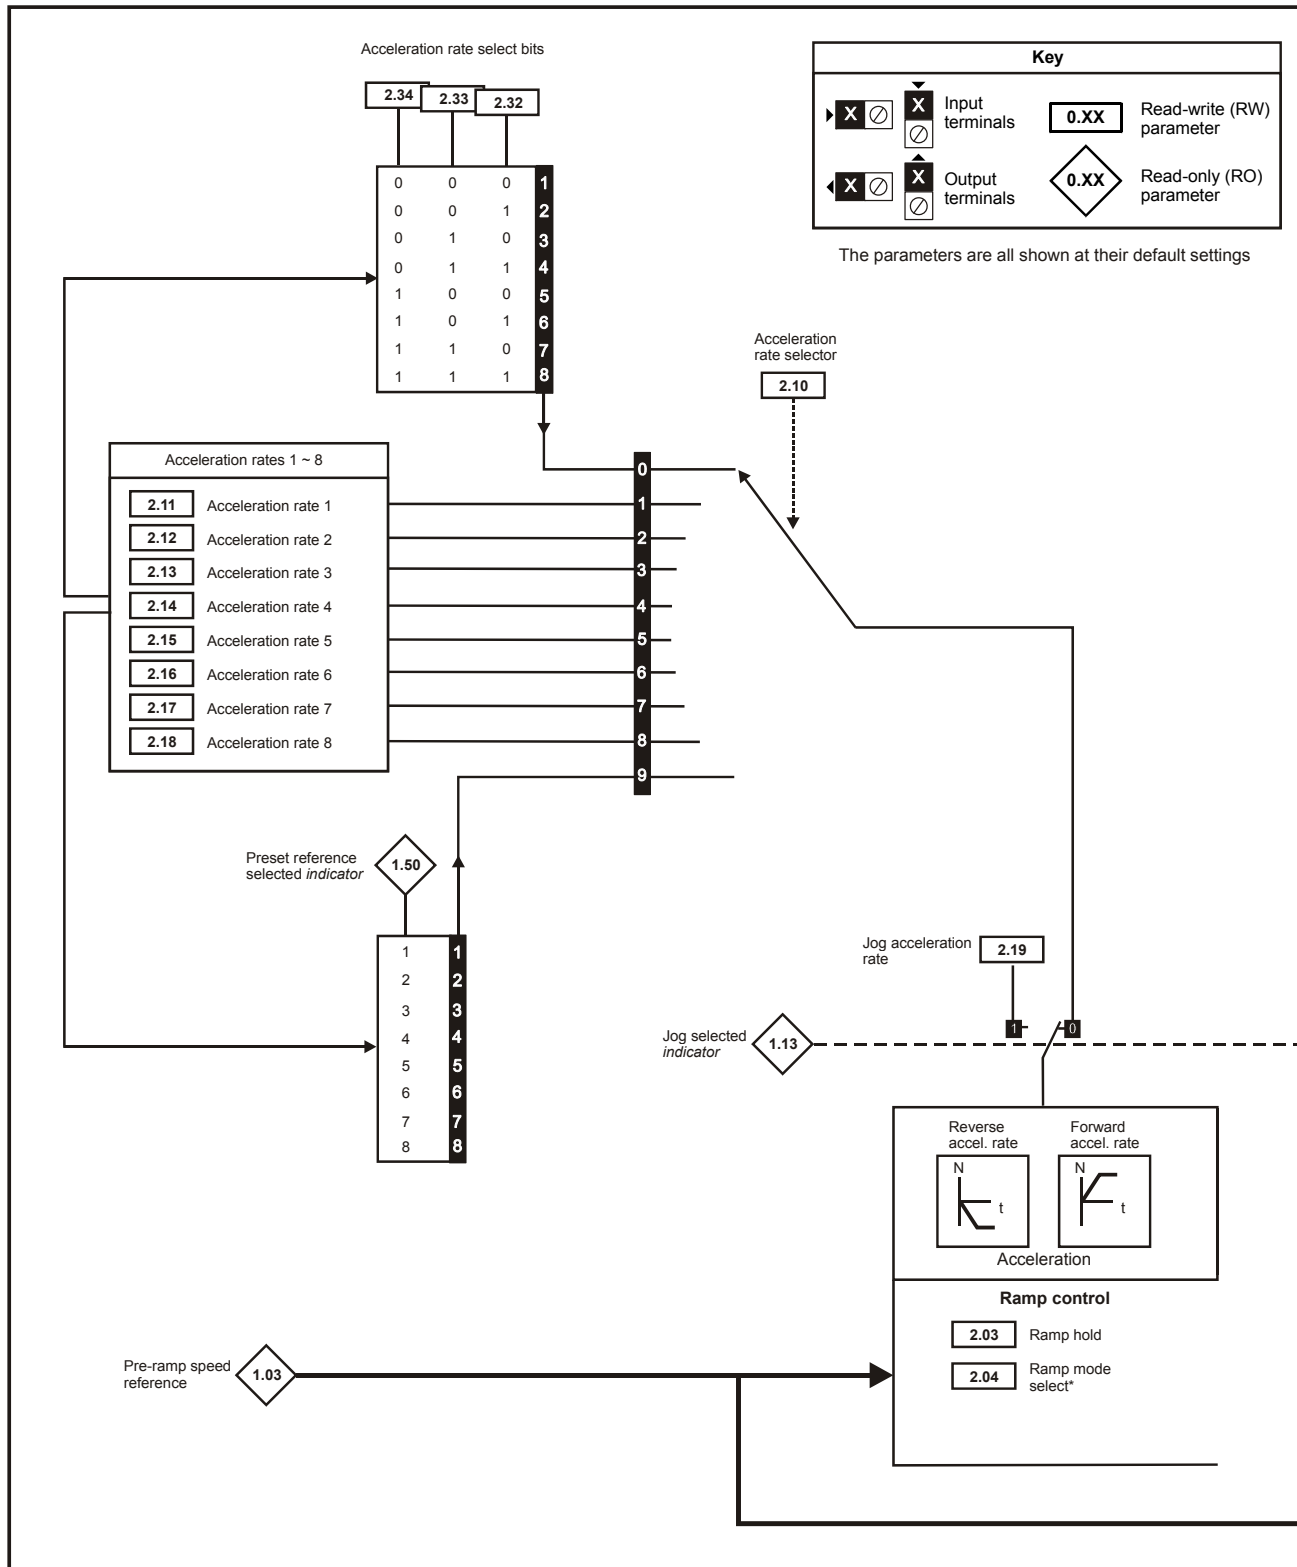 Acceleration rate select bits
2.34 2.33 2.32
0 0 0 1
0 0 1 2
0 1 0 3
0 1 1 4
1 0 0 5
1 0 1 6
1 1 0 7
1 1 1 8
Key
X Input terminals X
0.XX Read-write (RW) parameter
X Output terminals X
0.XX Read-only (RO) parameter
The parameters are all shown at their default settings
Acceleration
rate selector
2.10
Acceleration rates 1 ~ 8
2.11 Acceleration rate 1
2.12 Acceleration rate 2
2.13 Acceleration rate 3
2.14 Acceleration rate 4
2.15 Acceleration rate 5
2.16 Acceleration rate 6
2.17 Acceleration rate 7
2.18 Acceleration rate 8
0
1
2
3
4
5
6
7
8
9
Preset reference
selected indicator
1.50
1 1
2 2
3 3
4 4
5 5
6 6
7 7
8 8
Jog acceleration
rate
2.19
1 0
Jog selected
indicator
1.13
Reverse
accel. rate
N
t
Forward
accel. rate
N
t
Acceleration
Ramp control
2.03 Ramp hold
2.04 Ramp mode
select*
Pre-ramp speed
reference
1.03